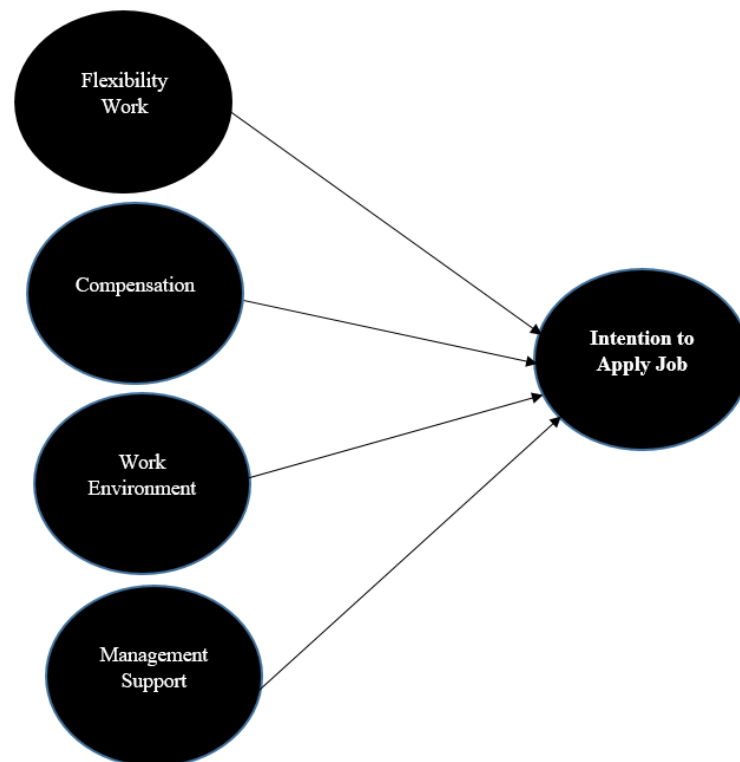 Flexibility
Work
Compensation
Intention to
Apply Job
Work
Environment
Management
Support